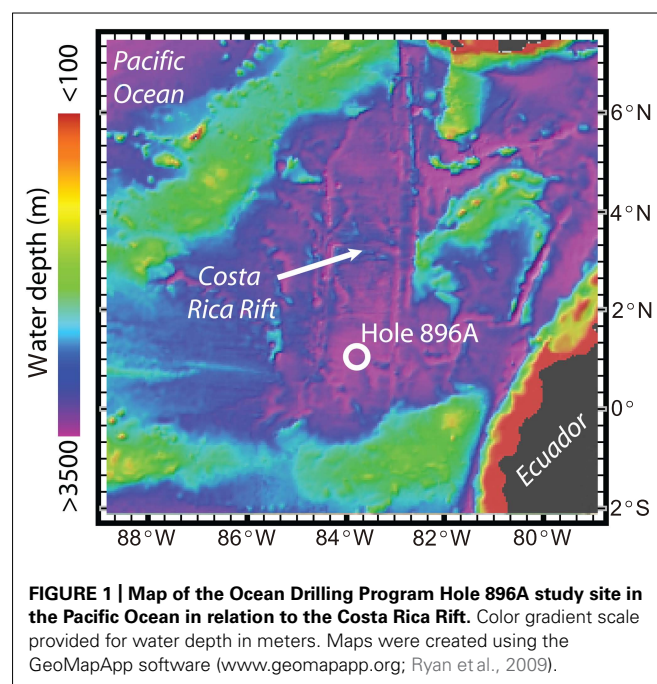 Pacific
Ocean
<100
Water depth (m)
>3500
6°N
4°N
2°N
0°
2°S
Costa
Rica Rift
Hole 896A
Ecuador
88°W
86°W
84°W
82°W
80°W
FIGURE 1 | Map of the Ocean Drilling Program Hole 896A study site in
the Pacific Ocean in relation to the Costa Rica Rift. Color gradient scale
provided for water depth in meters. Maps were created using the
GeoMapApp software (www.geomapapp.org; Ryan et al., 2009).